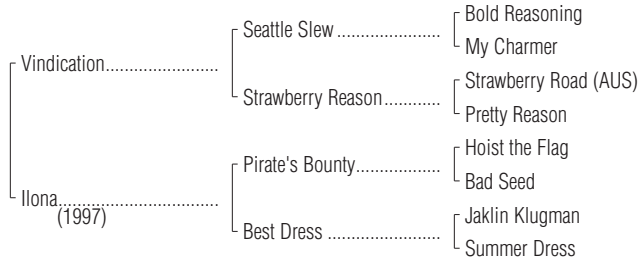 Bold Reasoning
Seattle Slew ....................
My Charmer
Vindication......................
Strawberry Road (AUS)
Strawberry Reason...........
Pretty Reason
Hoist the Flag
Pirate's Bounty.................
Bad Seed
Ilona................................
(1997)
Jaklin Klugman
Best Dress ......................
Summer Dress